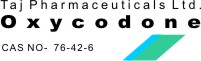 Taj Pharmaceuticals Ltd.
Oxycodone
CAS NO- 76-42-6